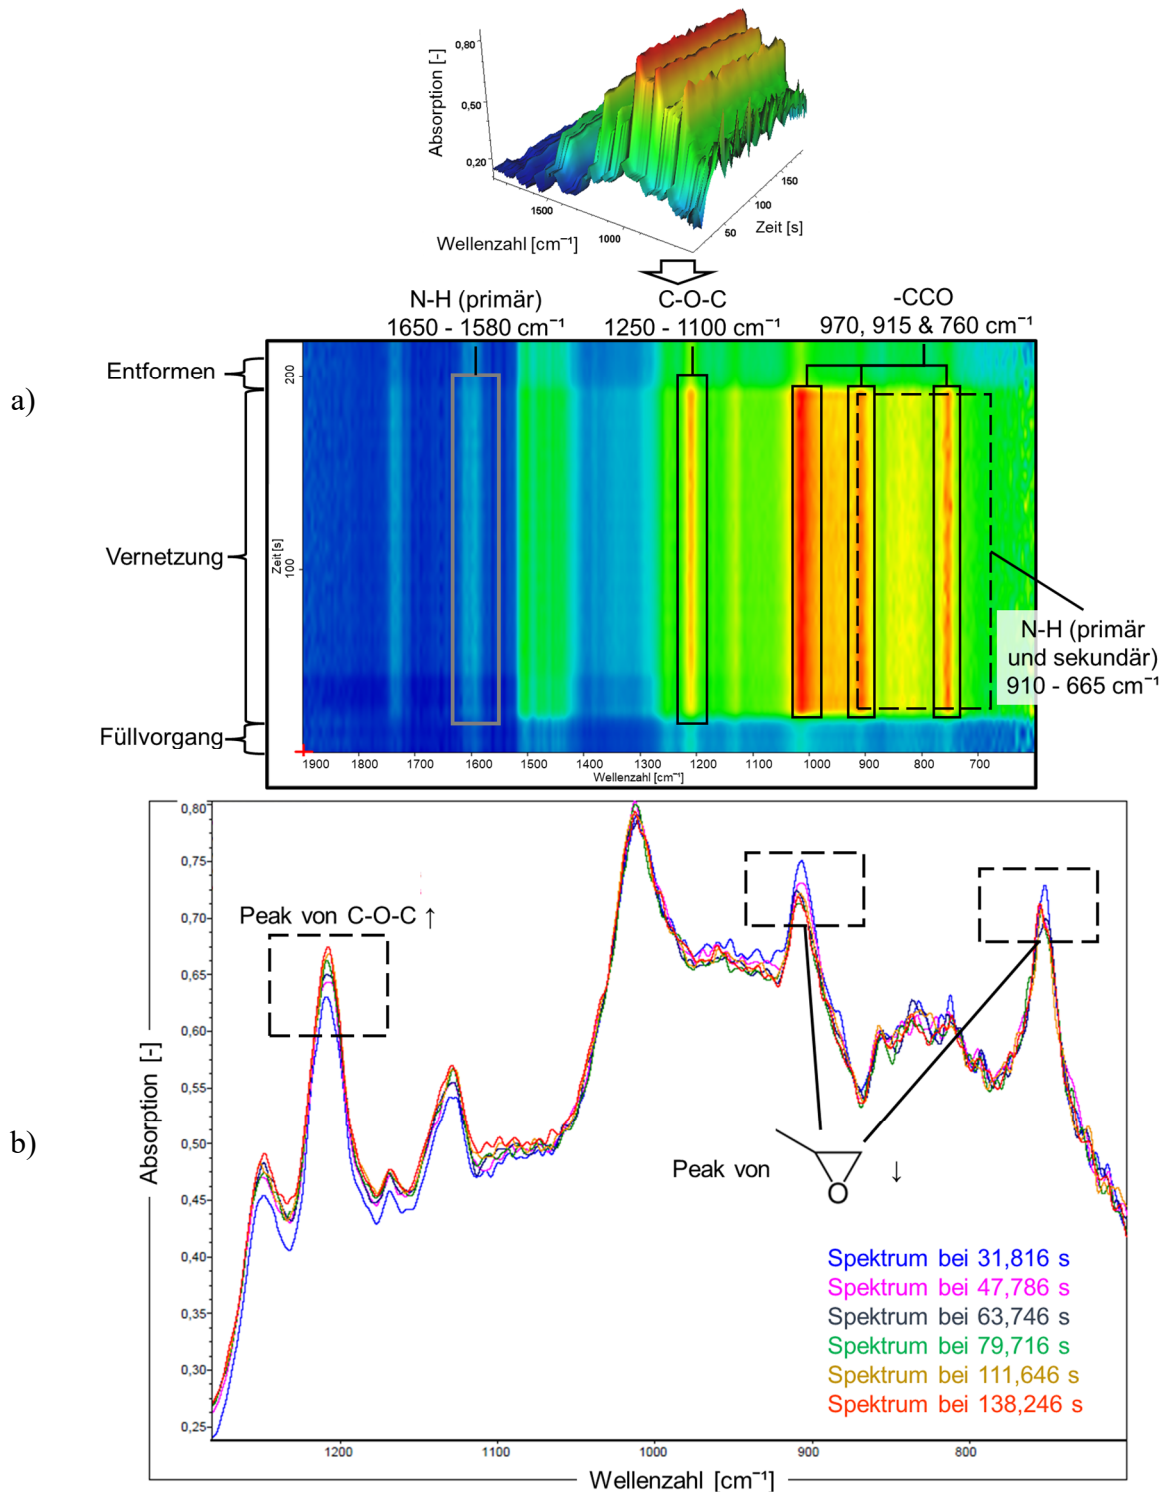 Absorption [-]
0,80
0,50
0,20
1500
1000
Wellenzahl [cm⁻¹]
50
100
150
Zeit [s]
N-H (primär)
1650 - 1580 cm⁻¹
C-O-C
1250 - 1100 cm⁻¹
-CCO
970, 915 & 760 cm⁻¹
a)
Entformen
Vernetzung
Füllvorgang
200
100
Zeit [s]
N-H (primär
und sekundär)
910 - 665 cm⁻¹
1900 1800 1700 1600 1500 1400 1300 1200 1100 1000 900 800 700
Wellenzahl [cm⁻¹]
b)
Absorption [-]
0,80
0,75
0,70
0,65
0,60
0,55
0,50
0,45
0,40
0,35
0,30
0,25
Peak von C-O-C ↑
Peak von
O
↓
Spektrum bei 31,816 s
Spektrum bei 47,786 s
Spektrum bei 63,746 s
Spektrum bei 79,716 s
Spektrum bei 111,646 s
Spektrum bei 138,246 s
1200 1100 1000 900 800
Wellenzahl [cm⁻¹]